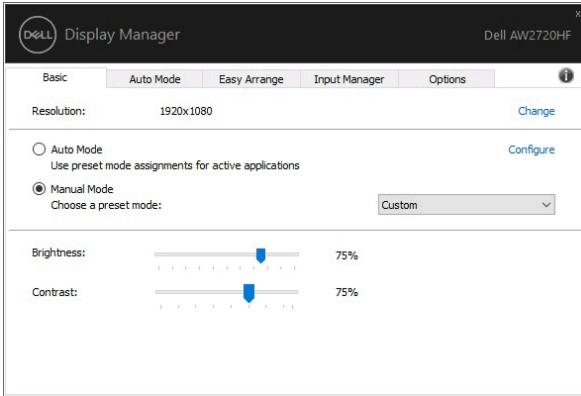 DELL Display Manager Dell AW2720HF x
Basic Auto Mode Easy Arrange Input Manager Options i
Resolution: 1920x1080 Change
Auto Mode Configure
Use preset mode assignments for active applications
Manual Mode
Choose a preset mode: Custom
Brightness: 75%
Contrast: 75%